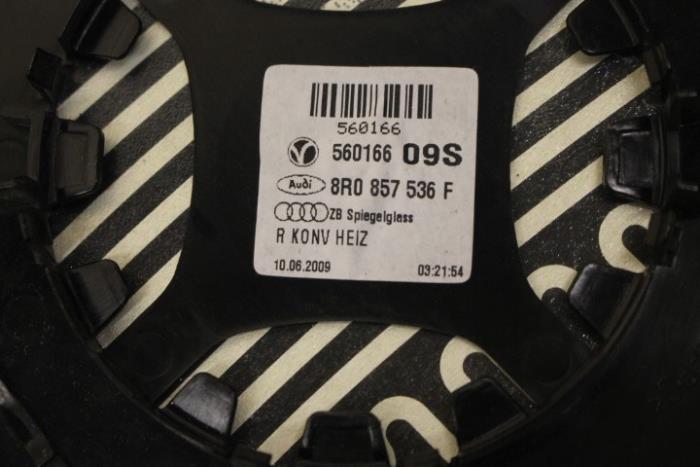 560166
560166 09S
Audi 8R0 857 536 F
ZB Spiegelglass
R KONV HEIZ
10.06.2009 03:21:54